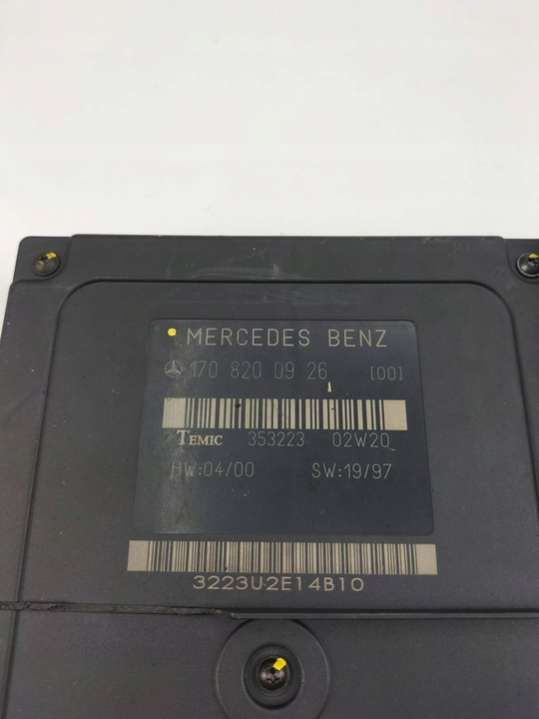 MERCEDES BENZ
170 820 09 26 [00]
TEMIC 353223 02W20
HW:04/00 SW:19/97
3223U2E14B10